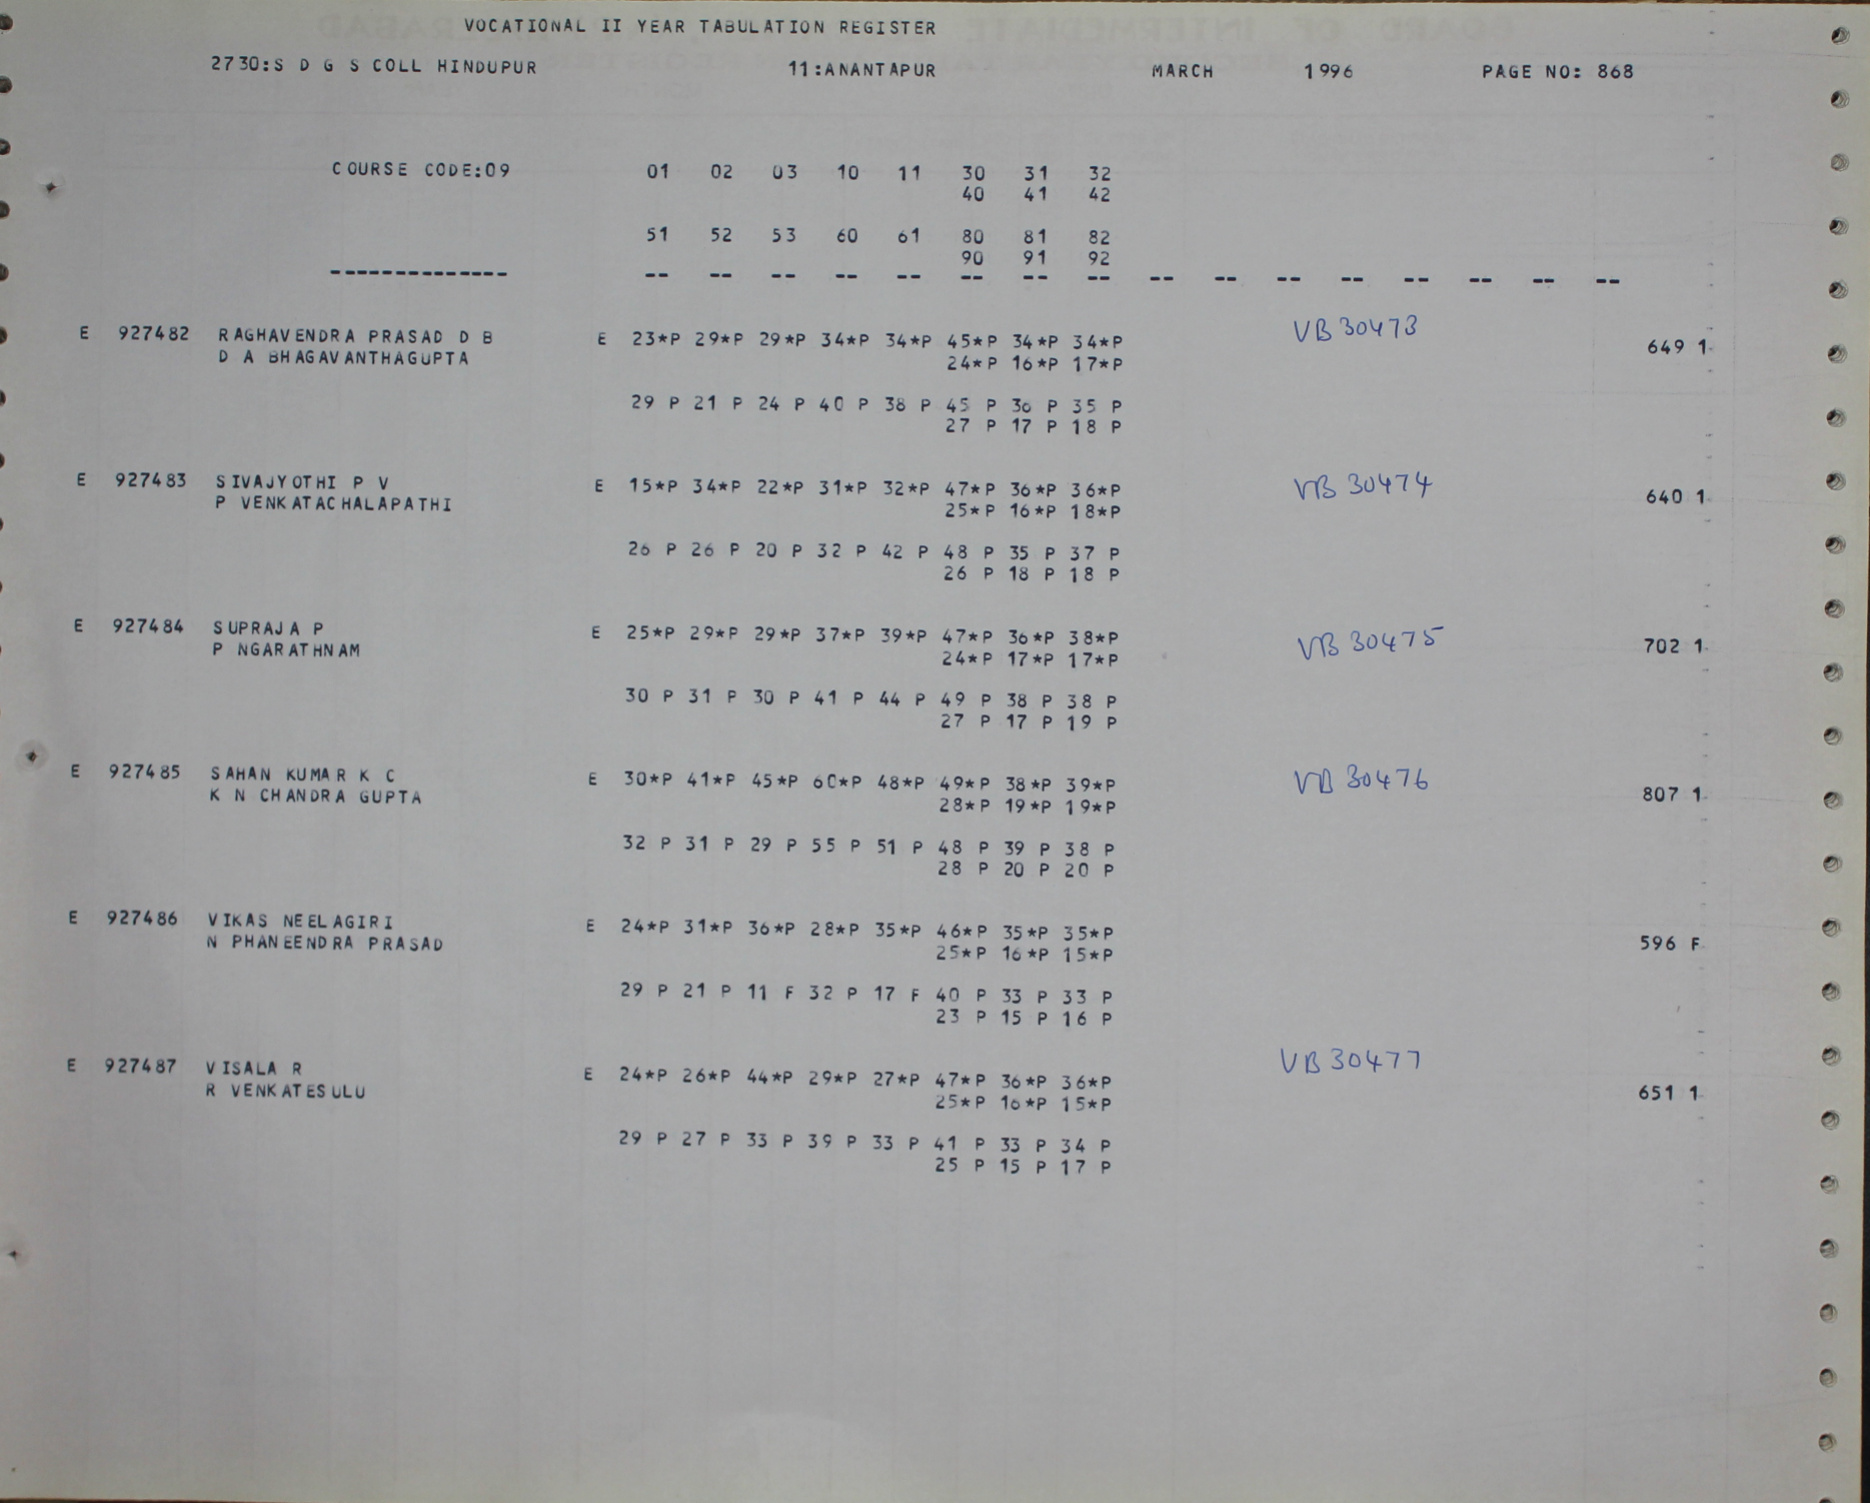 VOCATIONAL II YEAR TABULATION REGISTER
2730:S D G S COLL HINDUPUR 11:ANANTAPUR MARCH 1996 PAGE NO: 868
COURSE CODE:09 01 02 03 10 11 30 31 32
40 41 42
51 52 53 60 61 80 81 82
90 91 92
-------------- -- -- -- -- -- -- -- -- -- -- -- -- -- -- -- --
E 927482 RAGHAVENDRA PRASAD D B E 23*P 29*P 29*P 34*P 34*P 45*P 34*P 34*P VB 30473 649 1
D A BHAGAVANTHAGUPTA 24*P 16*P 17*P
29 P 21 P 24 P 40 P 38 P 45 P 36 P 35 P
27 P 17 P 18 P
E 927483 SIVAJYOTHI P V E 15*P 34*P 22*P 31*P 32*P 47*P 36*P 36*P VB 30474 640 1
P VENKATACHALAPATHI 25*P 16*P 18*P
26 P 26 P 20 P 32 P 42 P 48 P 35 P 37 P
26 P 18 P 18 P
E 927484 SUPRAJA P E 25*P 29*P 29*P 37*P 39*P 47*P 36*P 38*P VB 30475 702 1
P NGARATHNAM 24*P 17*P 17*P
30 P 31 P 30 P 41 P 44 P 49 P 38 P 38 P
27 P 17 P 19 P
E 927485 SAHAN KUMAR K C E 30*P 41*P 45*P 60*P 48*P 49*P 38*P 39*P VB 30476 807 1
K N CHANDRA GUPTA 28*P 19*P 19*P
32 P 31 P 29 P 55 P 51 P 48 P 39 P 38 P
28 P 20 P 20 P
E 927486 VIKAS NEELAGIRI E 24*P 31*P 36*P 28*P 35*P 46*P 35*P 35*P 596 F
N PHANEENDRA PRASAD 25*P 16*P 15*P
29 P 21 P 11 F 32 P 17 F 40 P 33 P 33 P
23 P 15 P 16 P
E 927487 VISALA R E 24*P 26*P 44*P 29*P 27*P 47*P 36*P 36*P VB 30477 651 1
R VENKATESULU 25*P 16*P 15*P
29 P 27 P 33 P 39 P 33 P 41 P 33 P 34 P
25 P 15 P 17 P